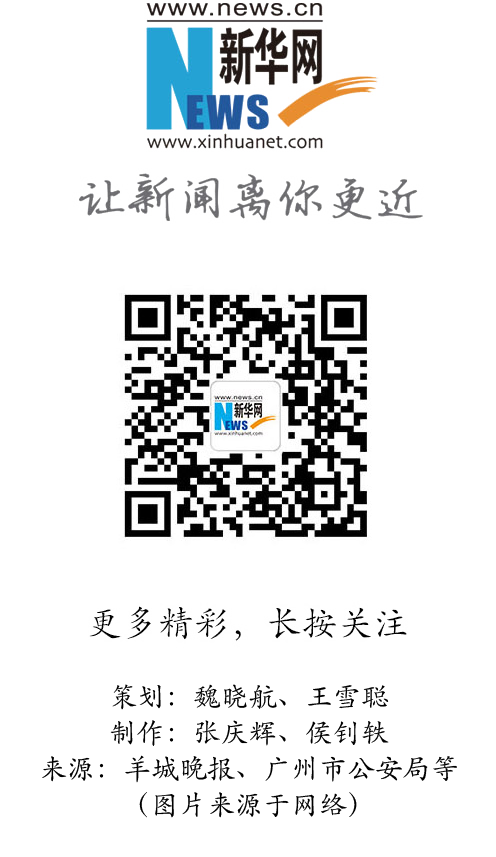 www.news.cn
新华网
NEWS
www.xinhuanet.com
让新闻离你更近
www.news.cn
新华网
NEWS
www.xinhuanet.com
更多精彩，长按关注
策划：魏晓航、王雪聪
制作：张庆辉、侯钊轶
来源：羊城晚报、广州市公安局等
（图片来源于网络）